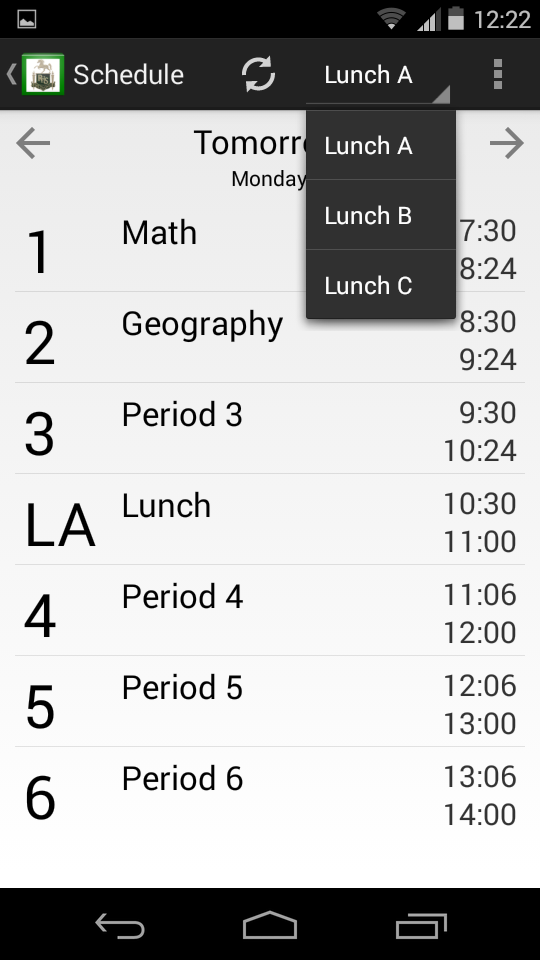 12:22
Schedule
Lunch A
Lunch A
Lunch B
Lunch C
Monday
1 Math 7:30
8:24
2 Geography 8:30
9:24
3 Period 3 9:30
10:24
LA Lunch 10:30
11:00
4 Period 4 11:06
12:00
5 Period 5 12:06
13:00
6 Period 6 13:06
14:00